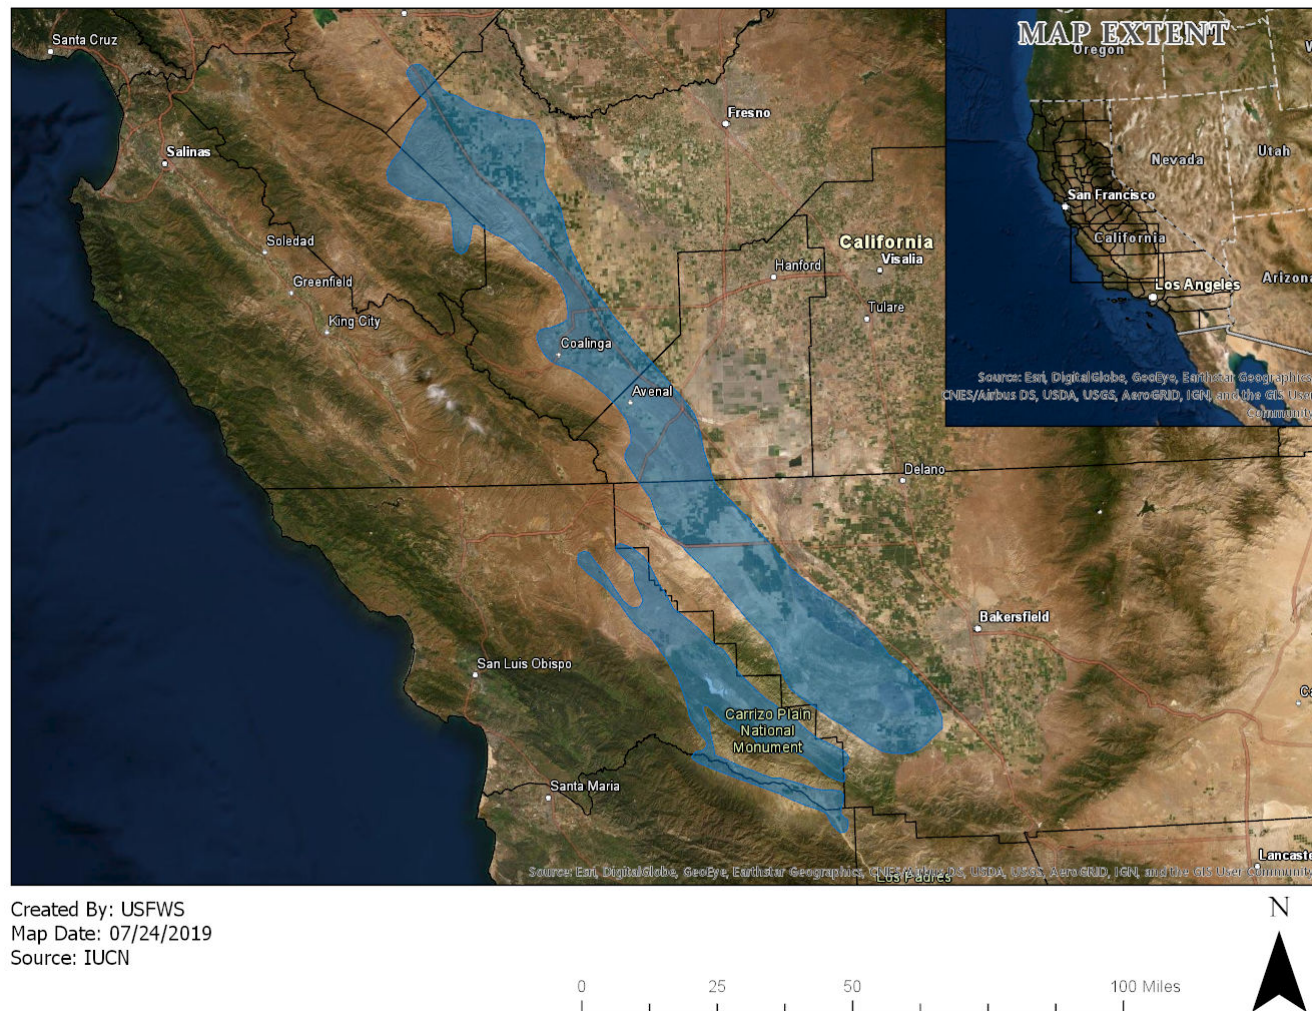 Santa Cruz
Fresno
Salinas
California
Visalia
Soledad
Hanford
Greenfield
Tulare
King City
Coalinga
Avenal
Delano
Bakersfield
San Luis Obispo
Carrizo Plain
National
Monument
Santa Maria
Lancaste
Los Padres
Source: Esri, DigitalGlobe, GeoEye, Earthstar Geographics, CNES/Airbus DS, USDA, USGS, AeroGRID, IGN, and the GIS User Community
MAP EXTENT
Oregon
Nevada
Utah
San Francisco
California
Los Angeles
Arizona
Source: Esri, DigitalGlobe, GeoEye, Earthstar Geographics,
CNES/Airbus DS, USDA, USGS, AeroGRID, IGN, and the GIS User
Community
Ca
Created By: USFWS
Map Date: 07/24/2019
Source: IUCN
N
0 25 50 100 Miles